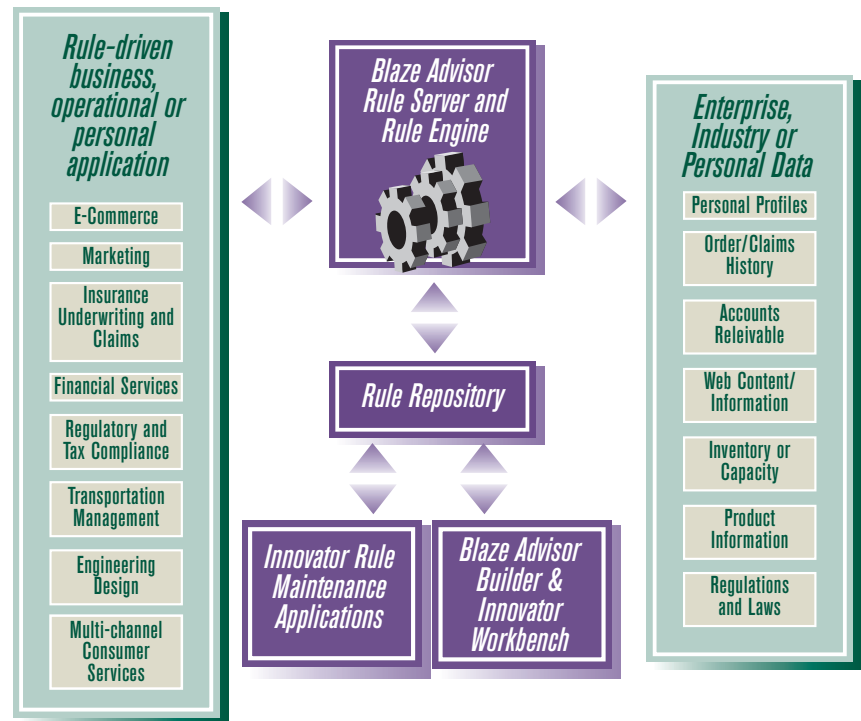 Rule-driven
business,
operational or
personal
application
E-Commerce
Marketing
Insurance
Underwriting and
Claims
Financial Services
Regulatory and
Tax Compliance
Transportation
Management
Engineering
Design
Multi-channel
Consumer
Services
Blaze Advisor
Rule Server and
Rule Engine
Rule Repository
Innovator Rule
Maintenance
Applications
Blaze Advisor
Builder &
Innovator
Workbench
Enterprise,
Industry or
Personal Data
Personal Profiles
Order/Claims
History
Accounts
Releivable
Web Content/
Information
Inventory or
Capacity
Product
Information
Regulations
and Laws